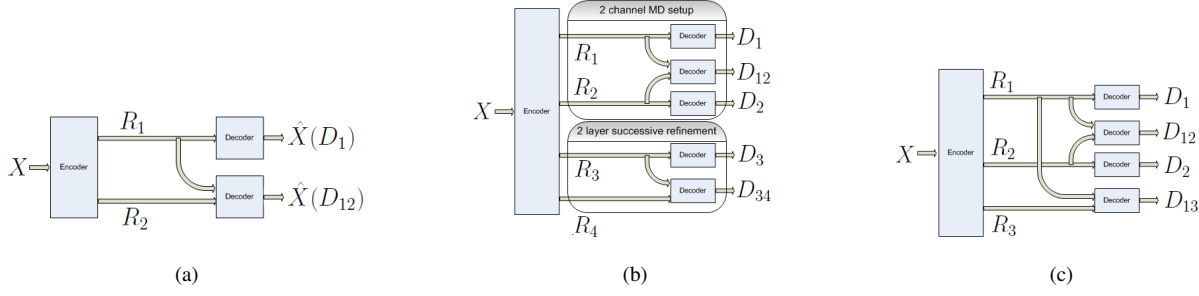 X
Encoder
R₁
R₂
Decoder
Decoder
X̂(D₁)
X̂(D₁₂)
(a)
2 channel MD setup
X
Encoder
R₁
R₂
Decoder
Decoder
Decoder
D₁
D₁₂
D₂
2 layer successive refinement
R₃
R₄
Decoder
Decoder
D₃
D₃₄
(b)
X
Encoder
R₁
R₂
R₃
Decoder
Decoder
Decoder
Decoder
D₁
D₁₂
D₂
D₁₃
(c)